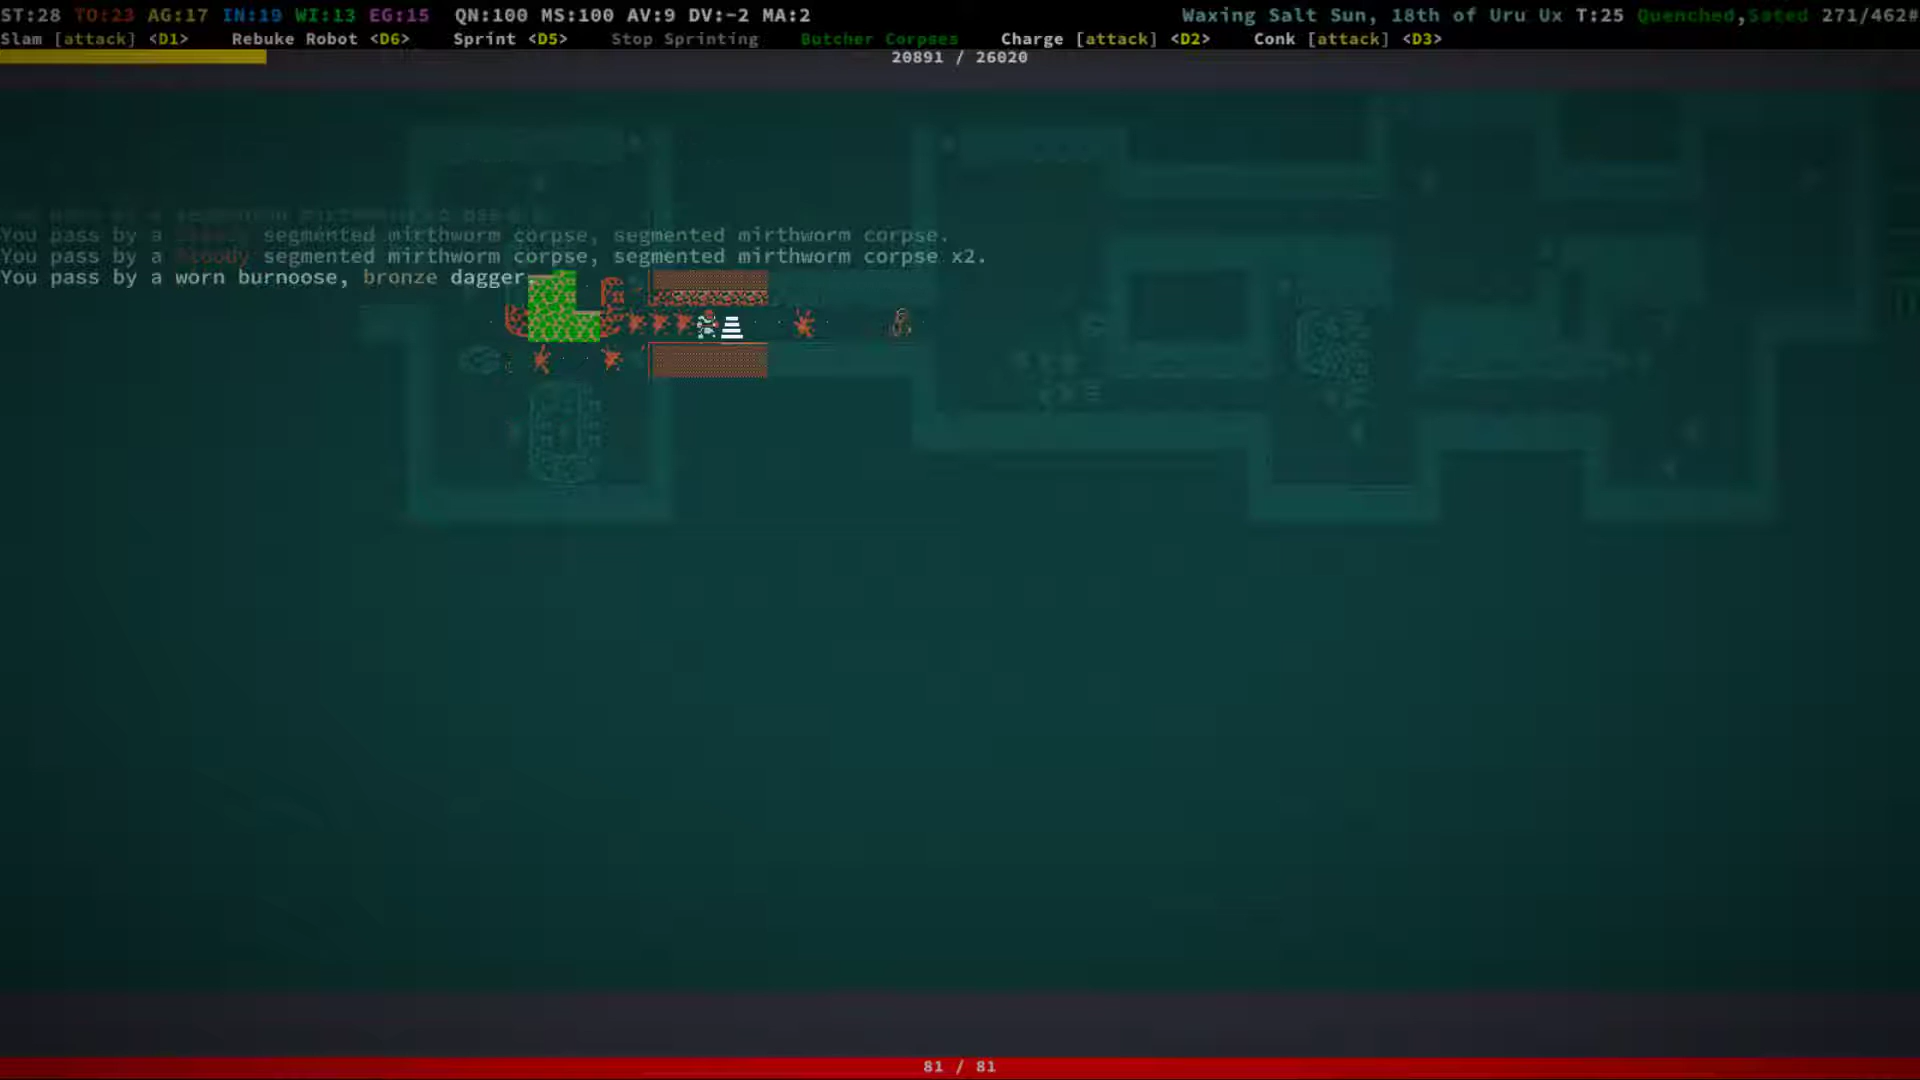 ST:28 TO:23 AG:17 IN:19 WI:13 EG:15 QN:100 MS:100 AV:9 DV:-2 MA:2 Waxing Salt Sun, 18th of Uru Ux T:25 Quenched,Sated 271/462#
Slam [attack] <D1> Rebuke Robot <D6> Sprint <D5> Stop Sprinting Butcher Corpses Charge [attack] <D2> Conk [attack] <D3>
20891 / 26020
You pass by a segmented mirthworm corpse, segmented mirthworm corpse.
You pass by a bloody segmented mirthworm corpse, segmented mirthworm corpse x2.
You pass by a worn burnoose, bronze dagger.
81 / 81